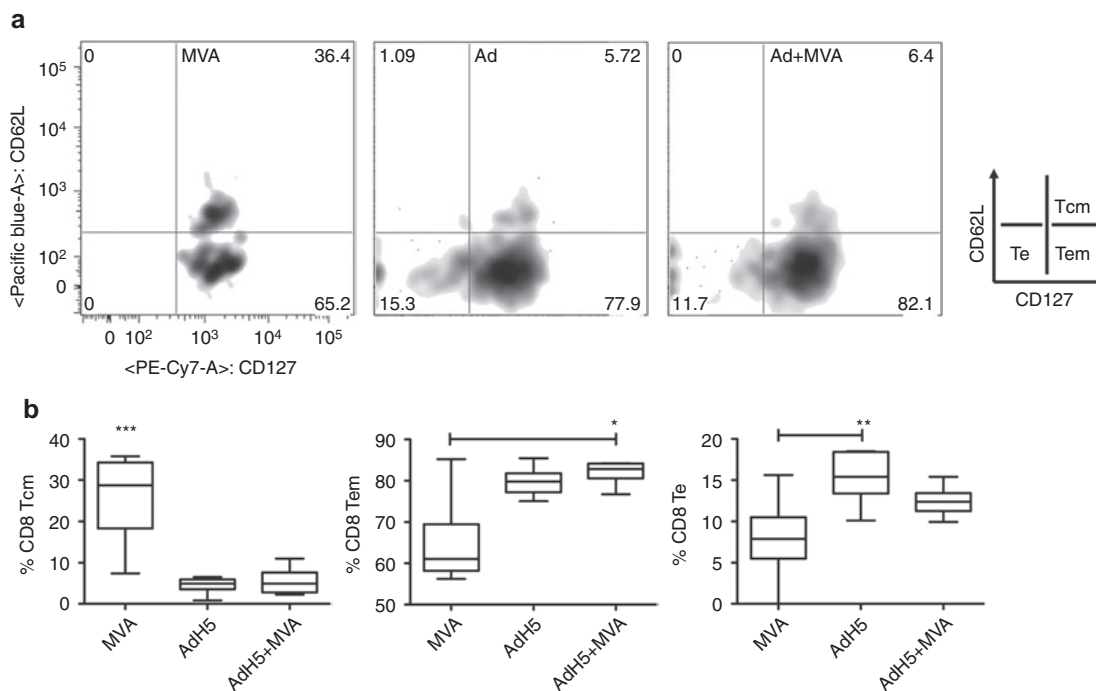 a
0 MVA 36.4
1.09 Ad 5.72
0 Ad+MVA 6.4
10⁵
10⁴
10³
10²
0
<Pacific blue-A>: CD62L
0 65.2
15.3 77.9
11.7 82.1
0 10² 10³ 10⁴ 10⁵
<PE-Cy7-A>: CD127
CD62L
Tcm
Te Tem
CD127
b
% CD8 Tcm
40
30
20
10
0
***
MVA
AdH5
AdH5+MVA
% CD8 Tem
90
80
70
60
50
*
MVA
AdH5
AdH5+MVA
% CD8 Te
20
15
10
5
0
**
MVA
AdH5
AdH5+MVA